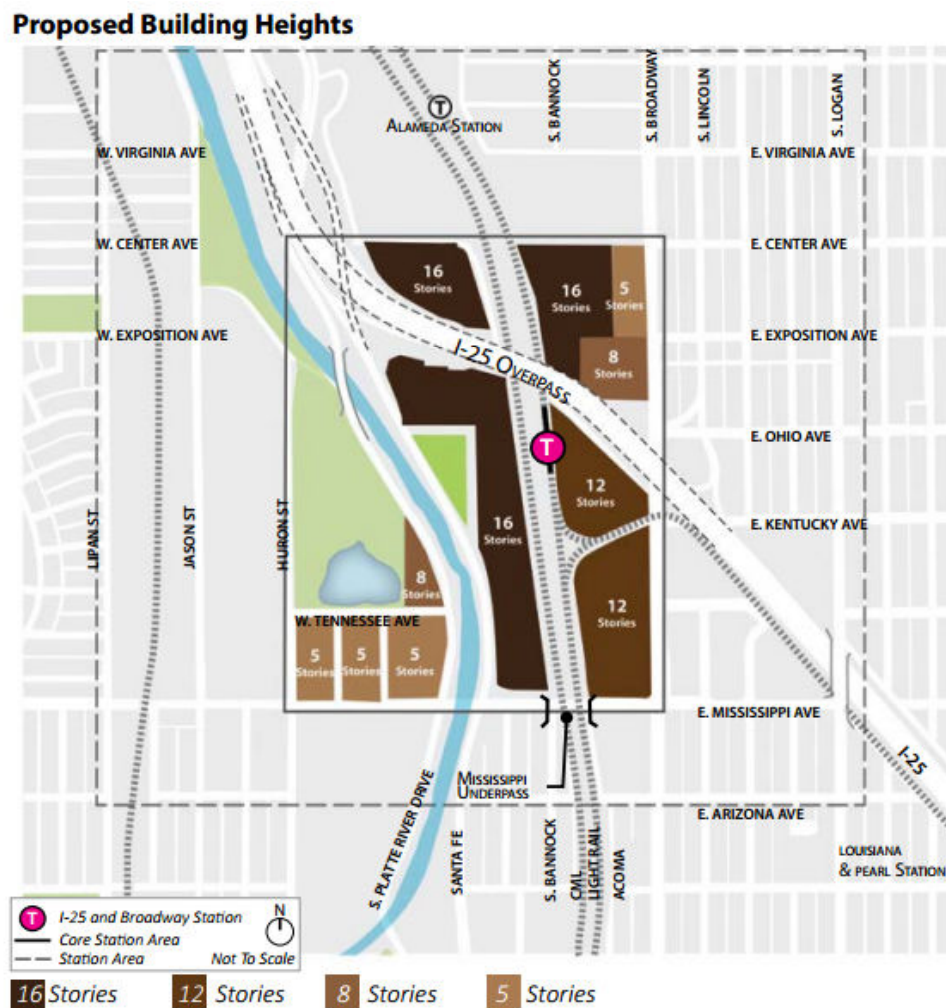 Proposed Building Heights
S. BANNOCK
S. BROADWAY
S. LINCOLN
S. LOGAN
T
ALAMEDA STATION
W. VIRGINIA AVE
E. VIRGINIA AVE
W. CENTER AVE
E. CENTER AVE
16
Stories
16
Stories
5
Stories
W. EXPOSITION AVE
E. EXPOSITION AVE
I-25 OVERPASS
8
Stories
E. OHIO AVE
T
12
Stories
LIPAN ST
JASON ST
HURON ST
16
Stories
E. KENTUCKY AVE
8
Stories
12
Stories
W. TENNESSEE AVE
5
Stories
5
Stories
5
Stories
E. MISSISSIPPI AVE
I-25
MISSISSIPPI
UNDERPASS
E. ARIZONA AVE
S. PLATTE RIVER DRIVE
SANTA FE
S. BANNOCK
CML
LIGHT RAIL
ACOMA
LOUISIANA
& PEARL STATION
T I-25 and Broadway Station
N
Core Station Area
Station Area
Not To Scale
16 Stories
12 Stories
8 Stories
5 Stories